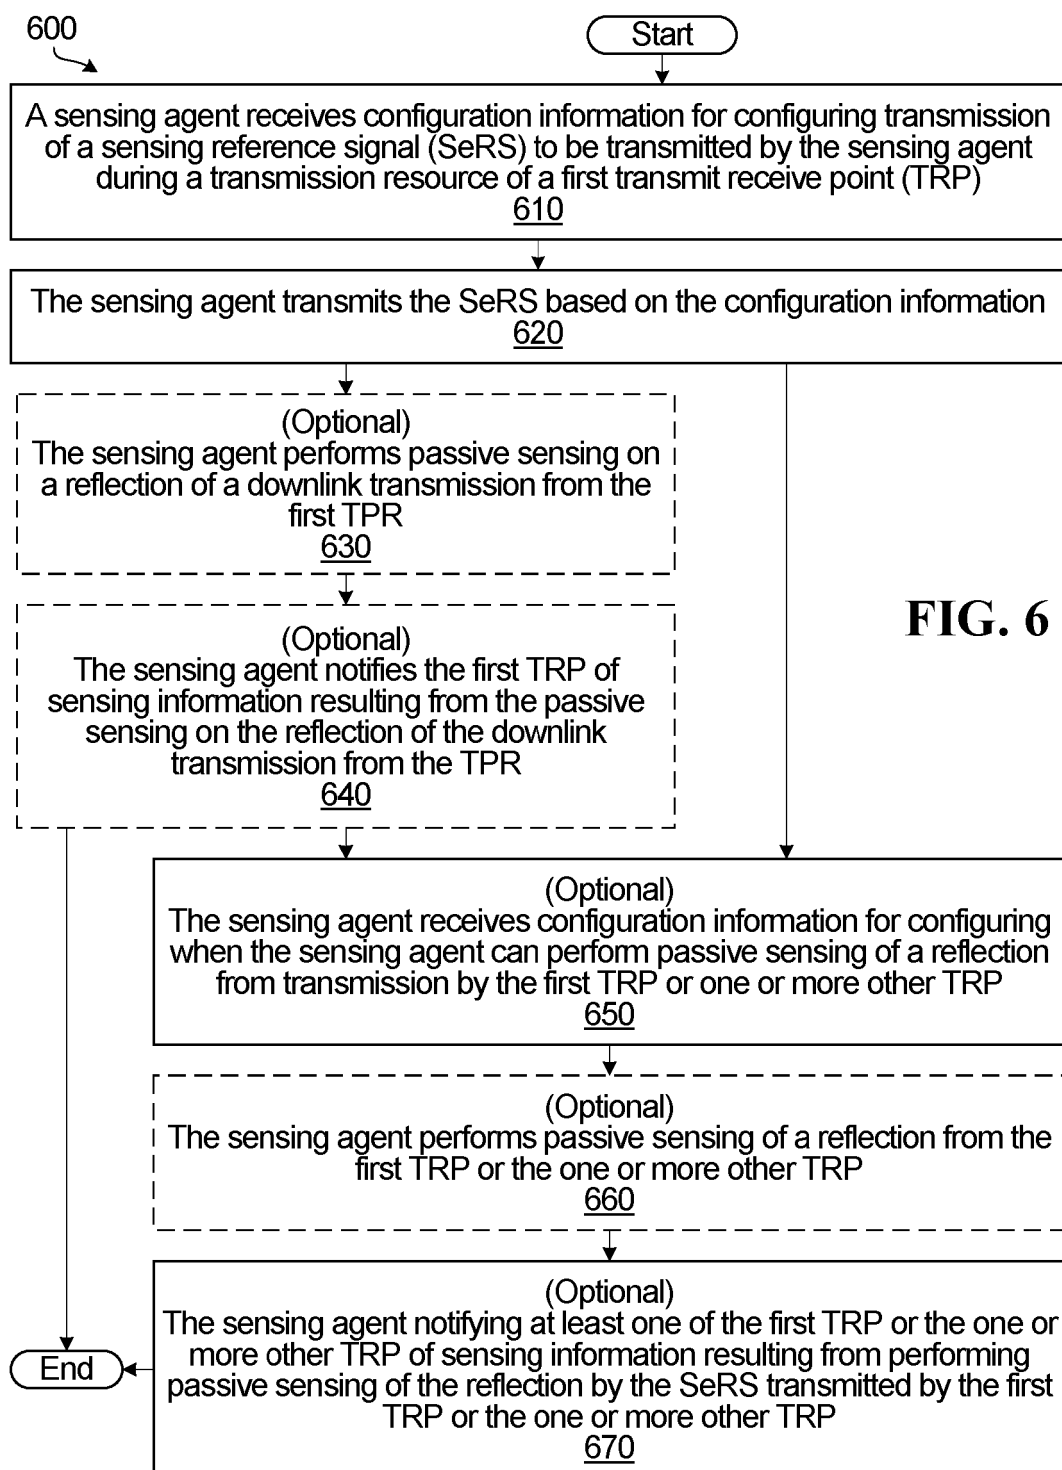 600
Start
A sensing agent receives configuration information for configuring transmission
of a sensing reference signal (SeRS) to be transmitted by the sensing agent
during a transmission resource of a first transmit receive point (TRP)
610
The sensing agent transmits the SeRS based on the configuration information
620
(Optional)
The sensing agent performs passive sensing on
a reflection of a downlink transmission from the
first TPR
630
FIG. 6
(Optional)
The sensing agent notifies the first TRP of
sensing information resulting from the passive
sensing on the reflection of the downlink
transmission from the TPR
640
(Optional)
The sensing agent receives configuration information for configuring
when the sensing agent can perform passive sensing of a reflection
from transmission by the first TRP or one or more other TRP
650
(Optional)
The sensing agent performs passive sensing of a reflection from the
first TRP or the one or more other TRP
660
(Optional)
The sensing agent notifying at least one of the first TRP or the one or
more other TRP of sensing information resulting from performing
passive sensing of the reflection by the SeRS transmitted by the first
TRP or the one or more other TRP
670
End